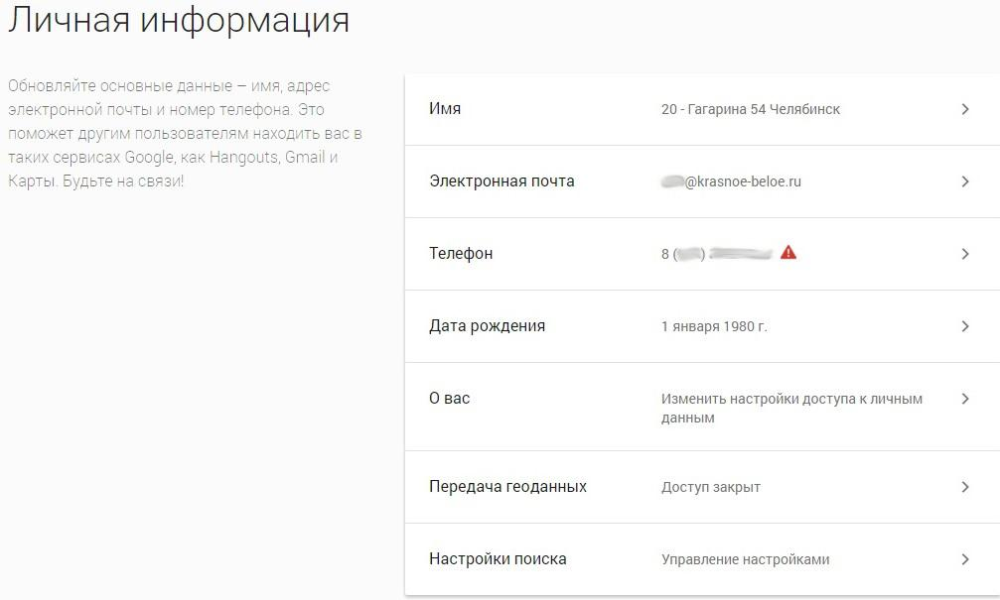 Личная информация
Обновляйте основные данные – имя, адрес
электронной почты и номер телефона. Это
поможет другим пользователям находить вас в
таких сервисах Google, как Hangouts, Gmail и
Карты. Будьте на связи!
Имя 20 - Гагарина 54 Челябинск
Электронная почта @krasnoe-beloe.ru
Телефон 8 ( )
Дата рождения 1 января 1980 г.
О вас Изменить настройки доступа к личным
данным
Передача геоданных Доступ закрыт
Настройки поиска Управление настройками